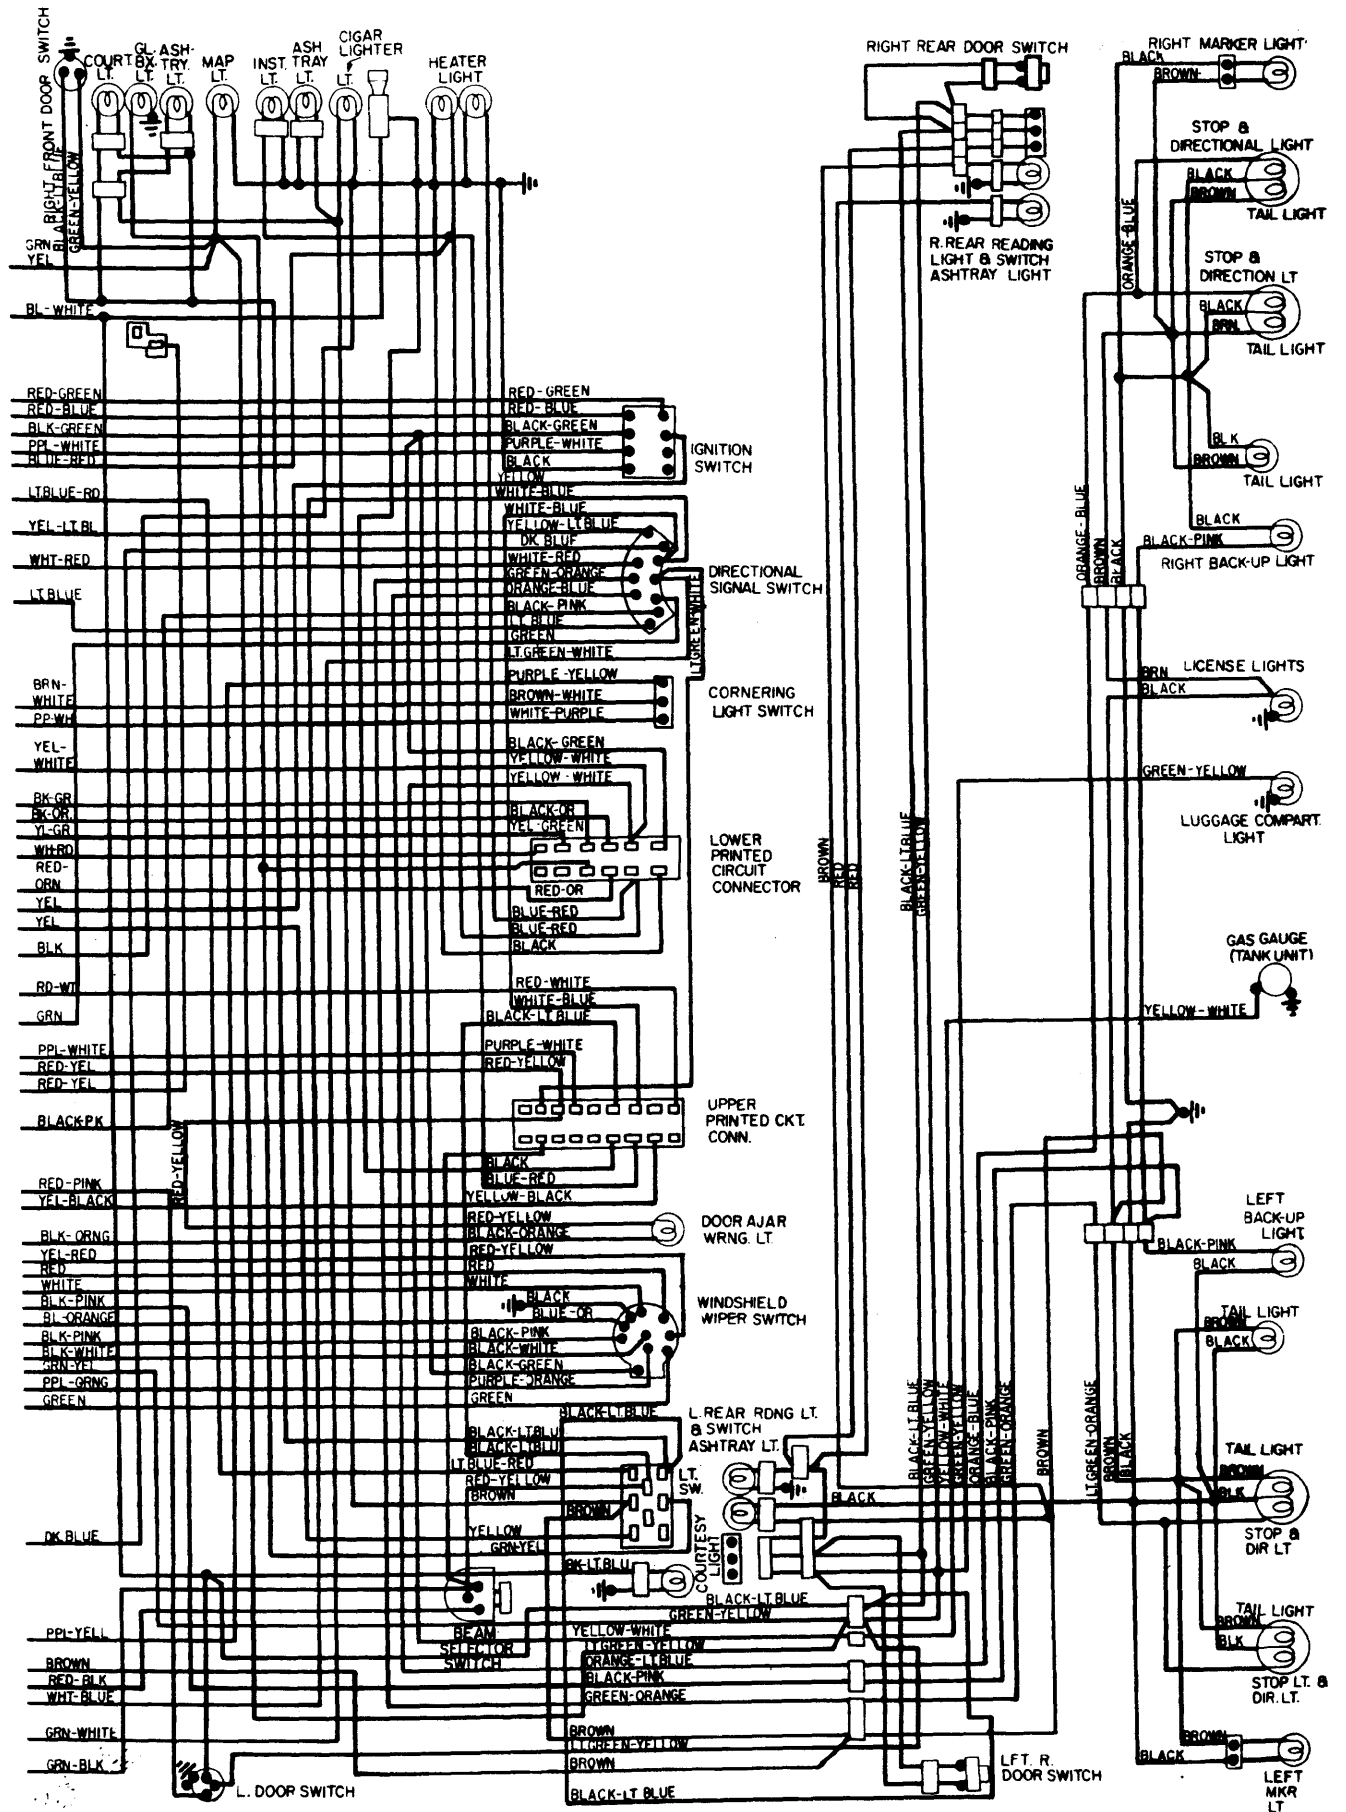 RIGHT FRONT DOOR SWITCH
BLACK-LT.BLUE
GREEN-YELLOW
COURT. LT.
GL. BX. LT.
ASH-TRY. LT.
MAP LT.
INST. LT.
ASH TRAY LT.
LT.
CIGAR LIGHTER
HEATER LIGHT
GRN
YEL
BL-WHITE
RED-GREEN
RED-BLUE
BLK-GREEN
PPL-WHITE
BLUE-RED
LT.BLUE-RD
YEL-LT.BL
WHT-RED
LT.BLUE
BRN-WHITE
PP-WH
YEL-WHITE
BK-GR
BK-OR.
YL-GR
WH-RD
RED-
ORN
YEL
YEL
BLK
RD-WT
GRN
PPL-WHITE
RED-YEL
RED-YEL
BLACK-PK
RED-YELLOW
RED-PINK
YEL-BLACK
BLK-ORNG
YEL-RED
RED
WHITE
BLK-PINK
BL-ORANGE
BLK-PINK
BLK-WHITE
GRN-YEL
PPL-GRNG
GREEN
DK.BLUE
PPL-YELL
BROWN
RED-BLK
WHT-BLUE
GRN-WHITE
GRN-BLK
L. DOOR SWITCH
RED-GREEN
RED-BLUE
BLACK-GREEN
PURPLE-WHITE
BLACK
YELLOW
IGNITION
SWITCH
WHITE-BLUE
WHITE-BLUE
YELLOW-LT.BLUE
DK.BLUE
WHITE-RED
GREEN-ORANGE
ORANGE-BLUE
BLACK-PINK
LT.BLUE
GREEN
LT.GREEN-WHITE
LT.GREEN-WHITE
DIRECTIONAL
SIGNAL SWITCH
PURPLE-YELLOW
BROWN-WHITE
WHITE-PURPLE
CORNERING
LIGHT SWITCH
BLACK-GREEN
YELLOW-WHITE
YELLOW-WHITE
BLACK-OR
YEL-GREEN
RED-OR
BLUE-RED
BLUE-RED
BLACK
LOWER
PRINTED
CIRCUIT
CONNECTOR
RED-WHITE
WHITE-BLUE
BLACK-LT.BLUE
PURPLE-WHITE
RED-YELLOW
UPPER
PRINTED CKT.
CONN.
BLACK
BLUE-RED
YELLOW-BLACK
RED-YELLOW
BLACK-ORANGE
DOOR AJAR
WRNG. LT.
RED-YELLOW
RED
WHITE
BLACK
BLUE-OR
BLACK-PINK
BLACK-WHITE
BLACK-GREEN
PURPLE-ORANGE
GREEN
WINDSHIELD
WIPER SWITCH
BLACK-LT.BLUE
BLACK-LT.BLU
BLACK-LT.BLU
LT.BLUE-RED
RED-YELLOW
BROWN
BROWN
YELLOW
GRN-YEL
LT.
SW.
L.REAR RDNG LT.
& SWITCH
ASHTRAY LT.
BLACK
BK-LT.BLU
COURTESY
LIGHT
BEAM
SELECTOR
SWITCH
BLACK-LT.BLUE
GREEN-YELLOW
YELLOW-WHITE
LT.GREEN-YELLOW
ORANGE-LT.BLUE
BLACK-PINK
GREEN-ORANGE
BROWN
LT.GREEN-YELLOW
BROWN
BLACK-LT BLUE
LFT. R.
DOOR SWITCH
RIGHT REAR DOOR SWITCH
R.REAR READING
LIGHT & SWITCH
ASHTRAY LIGHT
BROWN
RED
RED
BLACK-LT.BLUE
GREEN-YELLOW
BLACK-LT.BLUE
GREEN-YELLOW
YELLOW-WHITE
GREEN-YELLOW
ORANGE-BLUE
BLACK-PINK
GREEN-ORANGE
BROWN
LT.GREEN-ORANGE
BROWN
BLACK
RIGHT MARKER LIGHT
BLACK
BROWN
STOP &
DIRECTIONAL LIGHT
BLACK
BROWN
TAIL LIGHT
ORANGE-BLUE
STOP &
DIRECTION LT
BLACK
BRN.
TAIL LIGHT
BLK
BROWN
TAIL LIGHT
BLACK
BLACK-PINK
RIGHT BACK-UP LIGHT
ORANGE-BLUE
BROWN
BLACK
LICENSE LIGHTS
BRN
BLACK
GREEN-YELLOW
LUGGAGE COMPART.
LIGHT
GAS GAUGE
(TANK UNIT)
YELLOW-WHITE
LEFT
BACK-UP
LIGHT
BLACK-PINK
BLACK
TAIL LIGHT
BROWN
BLACK
TAIL LIGHT
BROWN
BLK
STOP &
DIR LT
TAIL LIGHT
BROWN
BLK
STOP LT. &
DIR. LT.
BROWN
BLACK
LEFT
MKR
LT